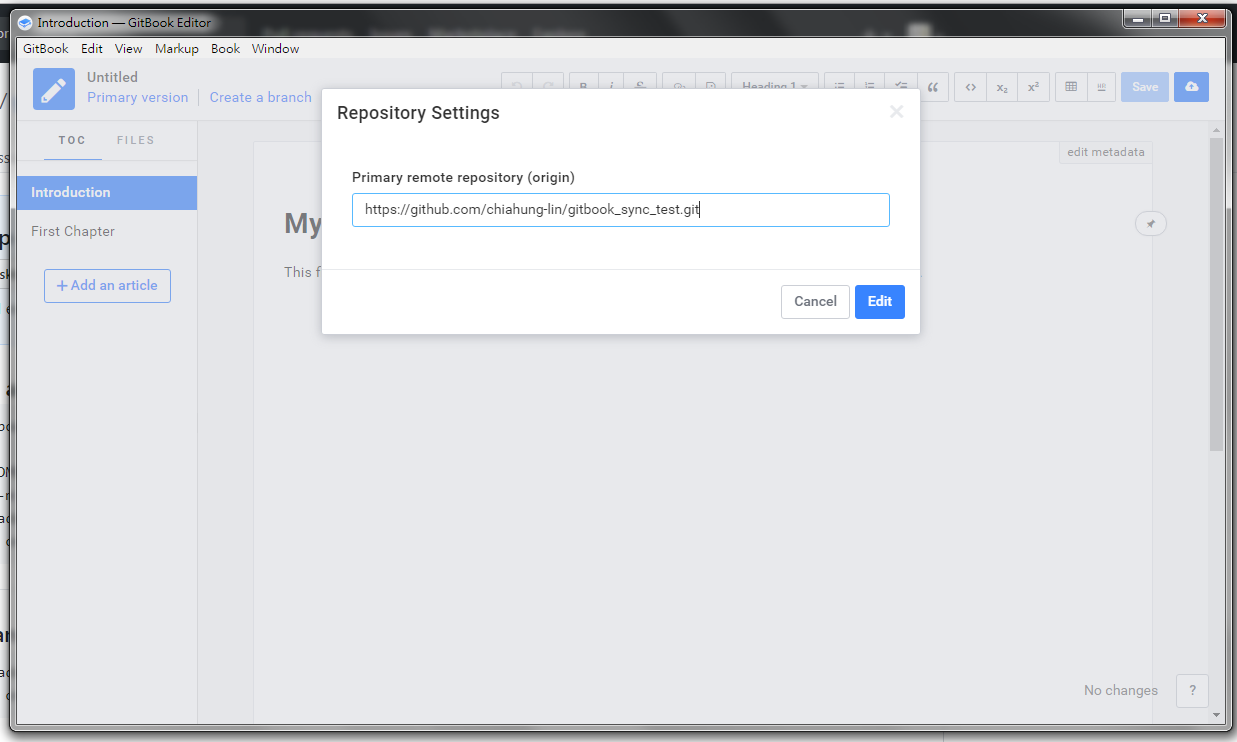 Introduction — GitBook Editor
GitBook Edit View Markup Book Window
Untitled
Primary version Create a branch
B i S Heading 1 x₂ x² Save
TOC FILES
Introduction
First Chapter
+ Add an article
edit metadata
My
This f
Repository Settings
Primary remote repository (origin)
https://github.com/chiahung-lin/gitbook_sync_test.git
Cancel Edit
No changes ?